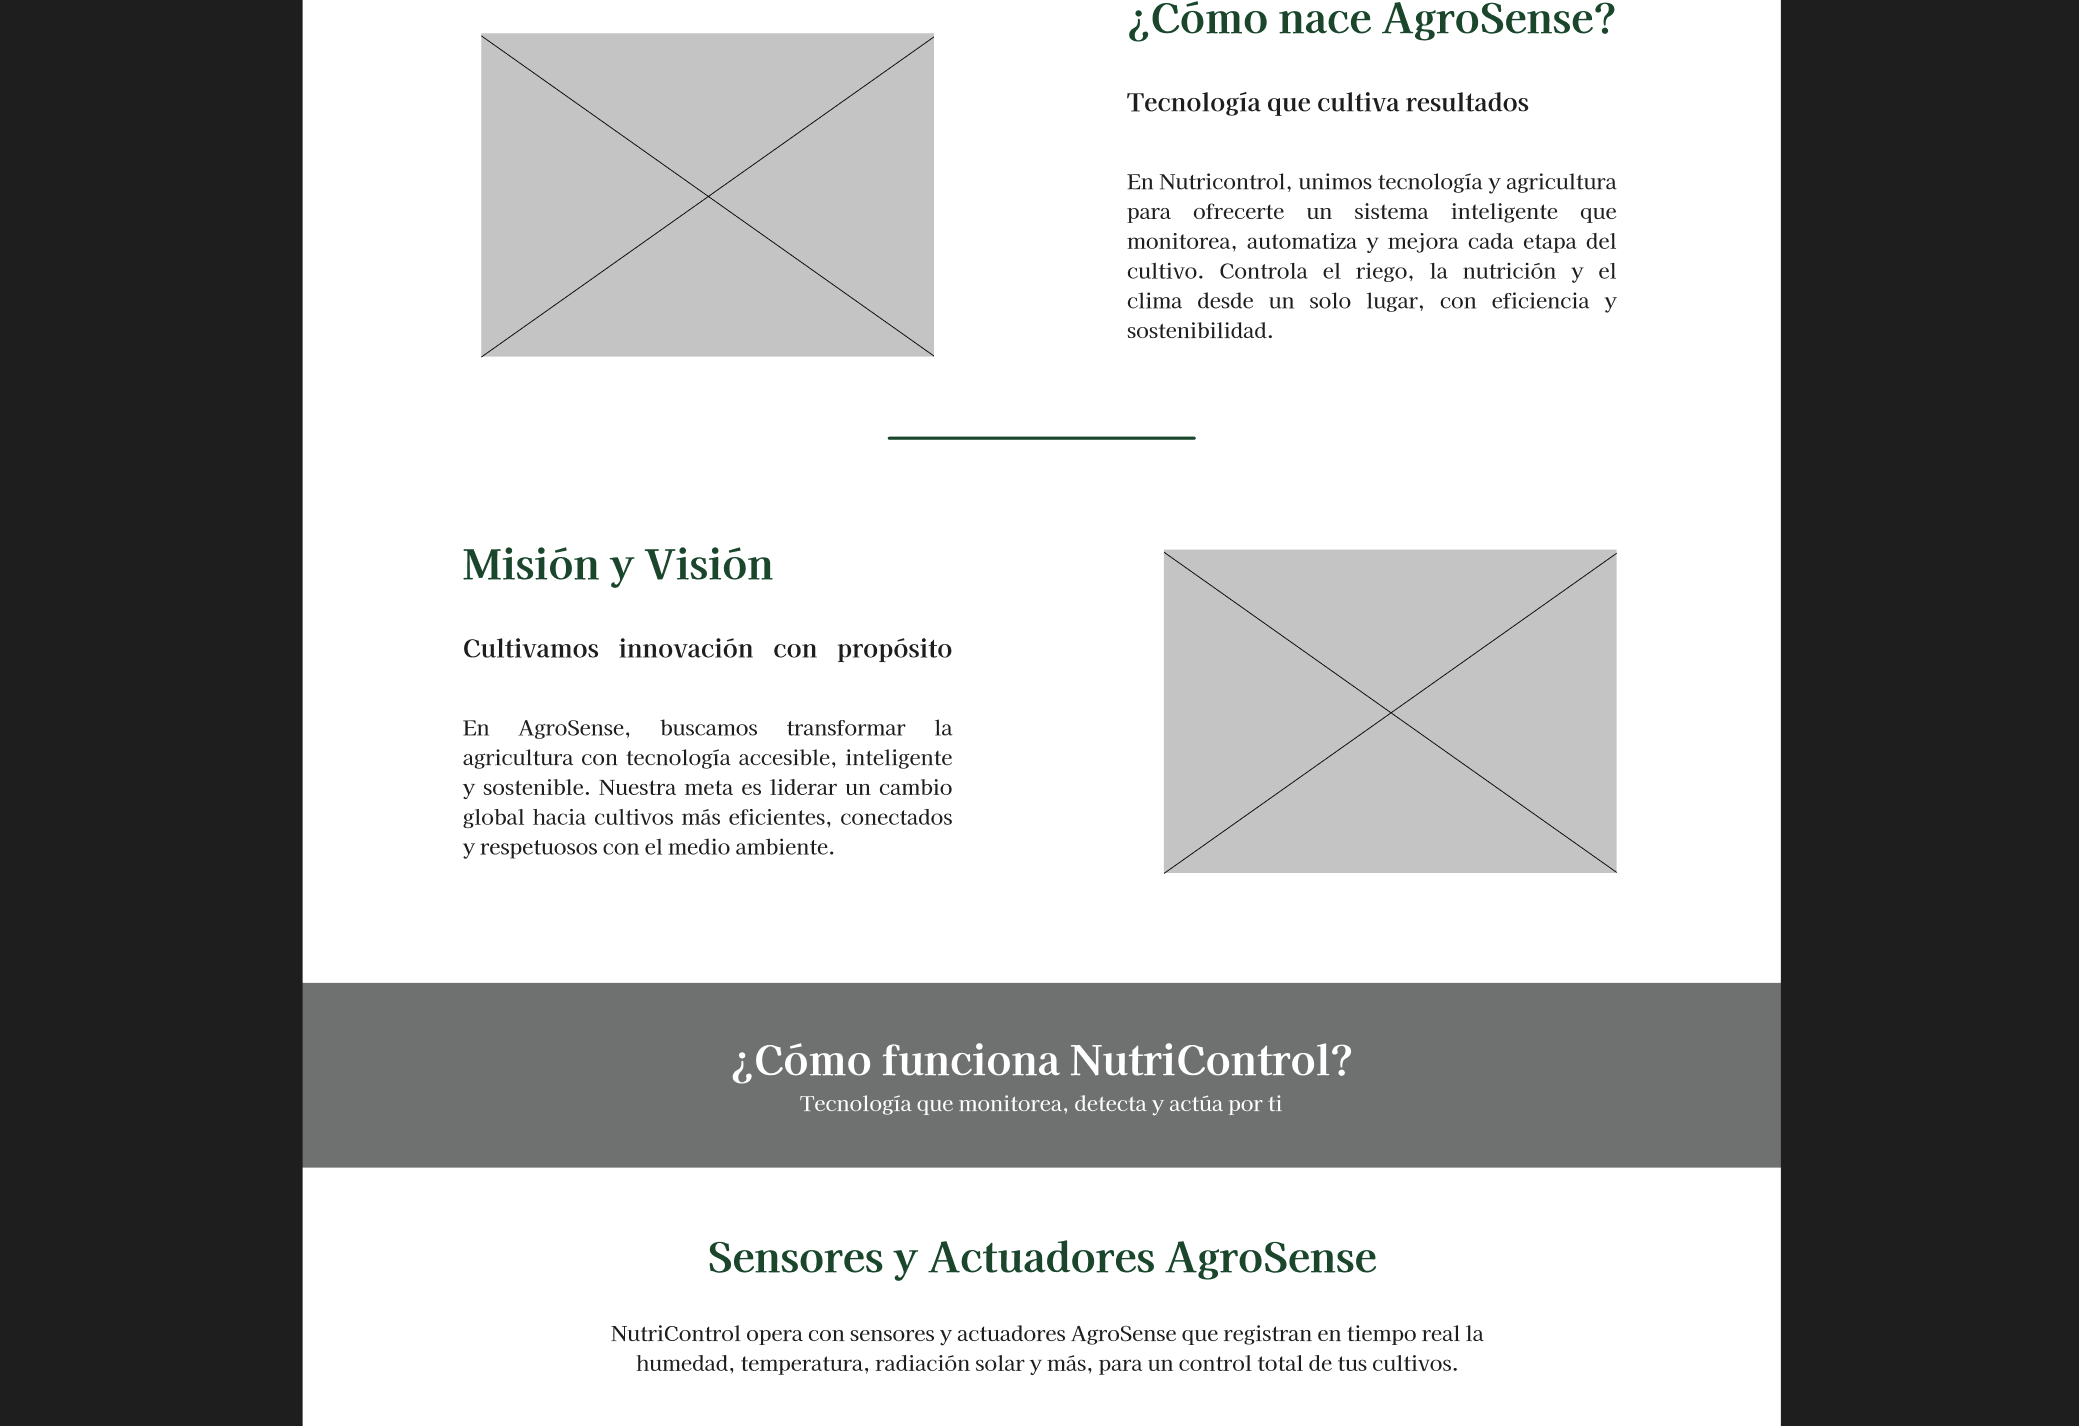 ¿Cómo nace AgroSense?
Tecnología que cultiva resultados
En Nutricontrol, unimos tecnología y agricultura
para ofrecerte un sistema inteligente que
monitorea, automatiza y mejora cada etapa del
cultivo. Controla el riego, la nutrición y el
clima desde un solo lugar, con eficiencia y
sostenibilidad.
Misión y Visión
Cultivamos innovación con propósito
En AgroSense, buscamos transformar la
agricultura con tecnología accesible, inteligente
y sostenible. Nuestra meta es liderar un cambio
global hacia cultivos más eficientes, conectados
y respetuosos con el medio ambiente.
¿Cómo funciona NutriControl?
Tecnología que monitorea, detecta y actúa por ti
Sensores y Actuadores AgroSense
NutriControl opera con sensores y actuadores AgroSense que registran en tiempo real la
humedad, temperatura, radiación solar y más, para un control total de tus cultivos.